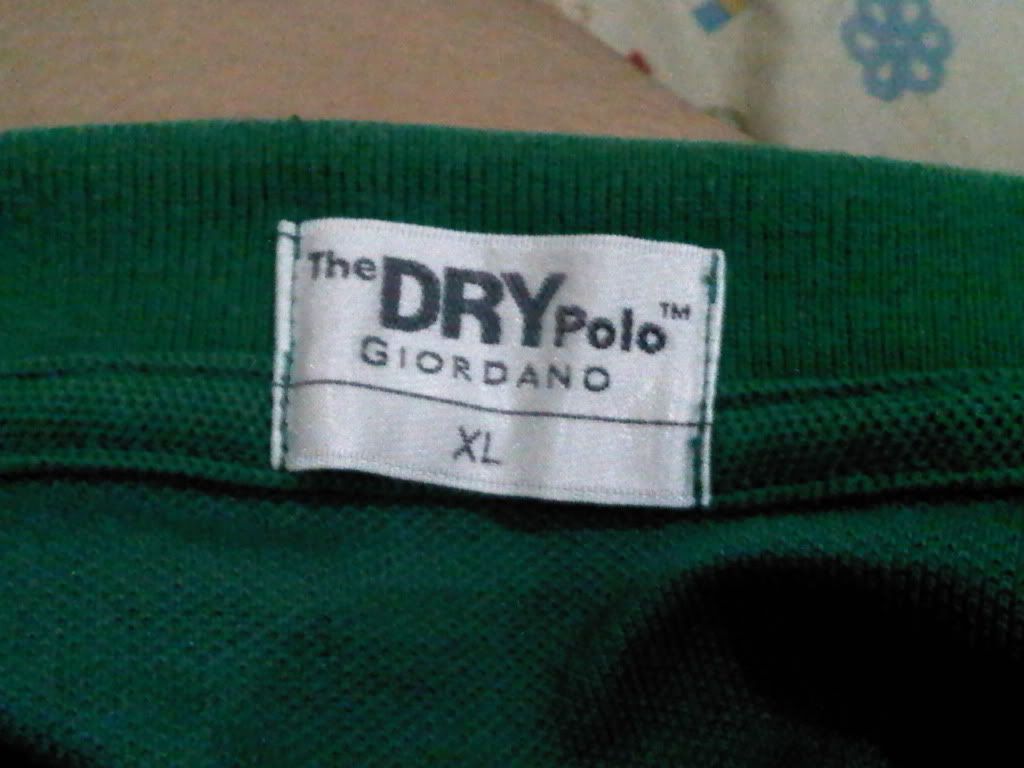 The DRY Polo™
GIORDANO
XL